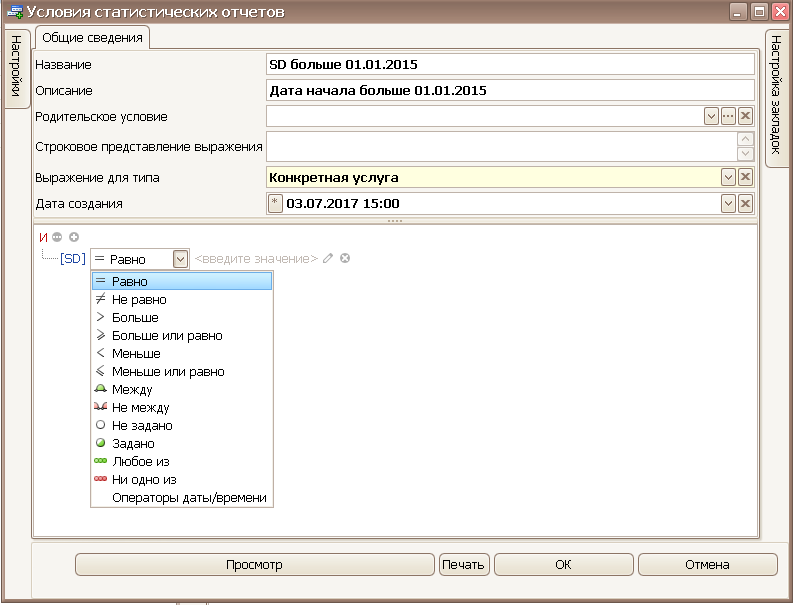 Условия статистических отчетов
Настройки
Общие сведения
Настройка закладок
Название SD больше 01.01.2015
Описание Дата начала больше 01.01.2015
Родительское условие
Строковое представление выражения
Выражение для типа Конкретная услуга
Дата создания * 03.07.2017 15:00
И
[SD] = Равно <введите значение>
= Равно
≠ Не равно
> Больше
⩾ Больше или равно
< Меньше
⩽ Меньше или равно
Между
Не между
Не задано
Задано
Любое из
Ни одно из
Операторы даты/времени
Просмотр Печать ОК Отмена